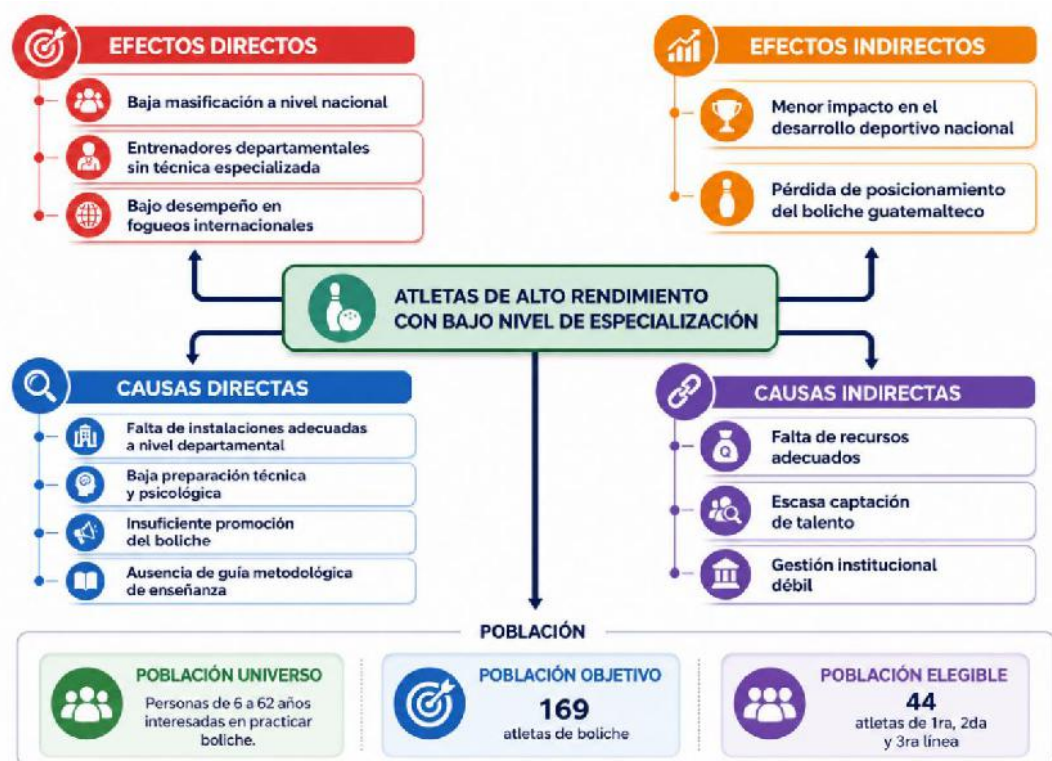 EFECTOS DIRECTOS
Baja masificación a nivel nacional
Entrenadores departamentales
sin técnica especializada
Bajo desempeño en
fogueos internacionales
EFECTOS INDIRECTOS
Menor impacto en el
desarrollo deportivo nacional
Pérdida de posicionamiento
del boliche guatemalteco
ATLETAS DE ALTO RENDIMIENTO
CON BAJO NIVEL DE ESPECIALIZACIÓN
CAUSAS DIRECTAS
Falta de instalaciones adecuadas
a nivel departamental
Baja preparación técnica
y psicológica
Insuficiente promoción
del boliche
Ausencia de guía metodológica
de enseñanza
CAUSAS INDIRECTAS
Q
Falta de recursos
adecuados
Escasa captación
de talento
Gestión institucional
débil
POBLACIÓN
POBLACIÓN UNIVERSO
Personas de 6 a 62 años
interesadas en practicar
boliche.
POBLACIÓN OBJETIVO
169
atletas de boliche
POBLACIÓN ELEGIBLE
44
atletas de 1ra, 2da
y 3ra línea